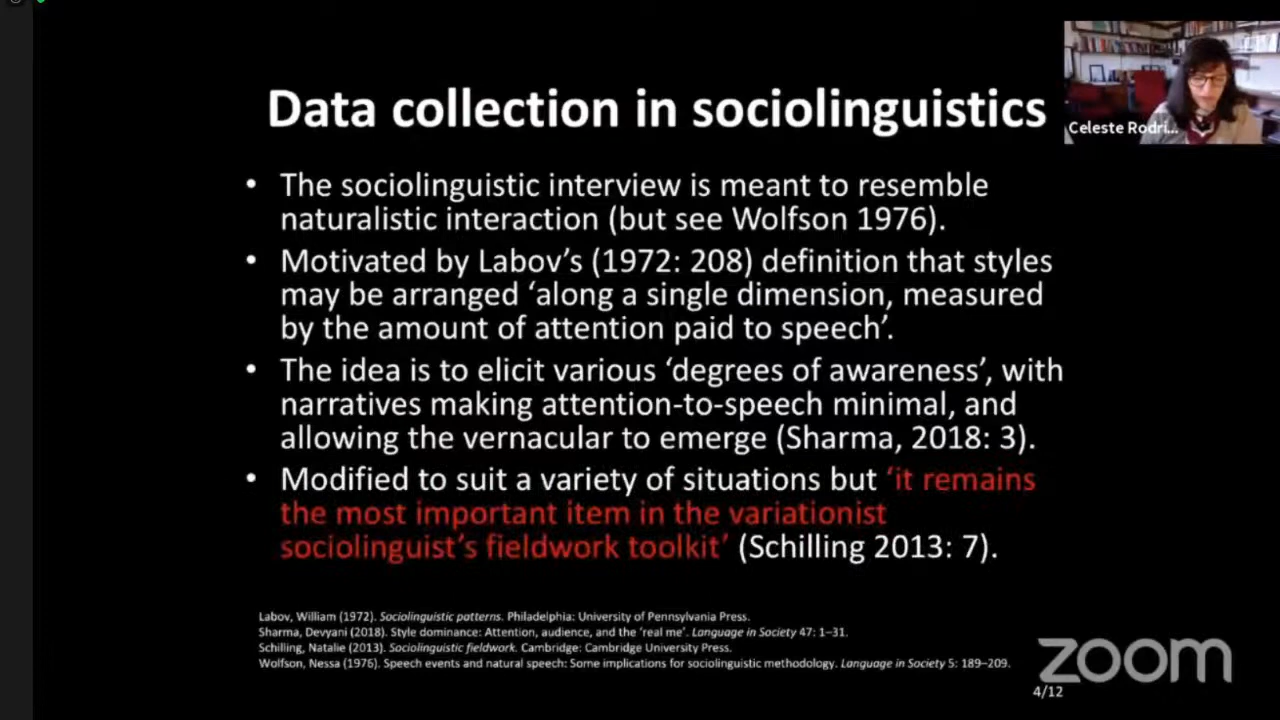 Data collection in sociolinguistics
Celeste Rodrí...
• The sociolinguistic interview is meant to resemble
naturalistic interaction (but see Wolfson 1976).
• Motivated by Labov’s (1972: 208) definition that styles
may be arranged ‘along a single dimension, measured
by the amount of attention paid to speech’.
• The idea is to elicit various ‘degrees of awareness’, with
narratives making attention-to-speech minimal, and
allowing the vernacular to emerge (Sharma, 2018: 3).
• Modified to suit a variety of situations but ‘it remains
the most important item in the variationist
sociolinguist’s fieldwork toolkit’ (Schilling 2013: 7).
Labov, William (1972). Sociolinguistic patterns. Philadelphia: University of Pennsylvania Press.
Sharma, Devyani (2018). Style dominance: Attention, audience, and the ‘real me’. Language in Society 47: 1–31.
Schilling, Natalie (2013). Sociolinguistic fieldwork. Cambridge: Cambridge University Press.
Wolfson, Nessa (1976). Speech events and natural speech: Some implications for sociolinguistic methodology. Language in Society 5: 189–209.
zoom
4/12